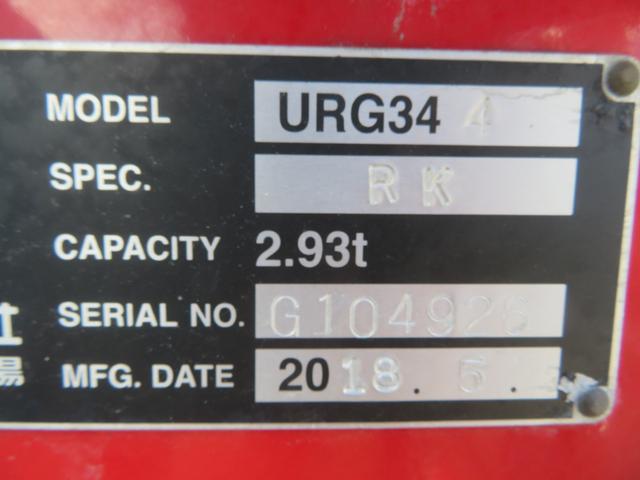 MODEL URG34 4
SPEC. RK
CAPACITY 2.93t
SERIAL NO. G104926
MFG. DATE 2018. 5.